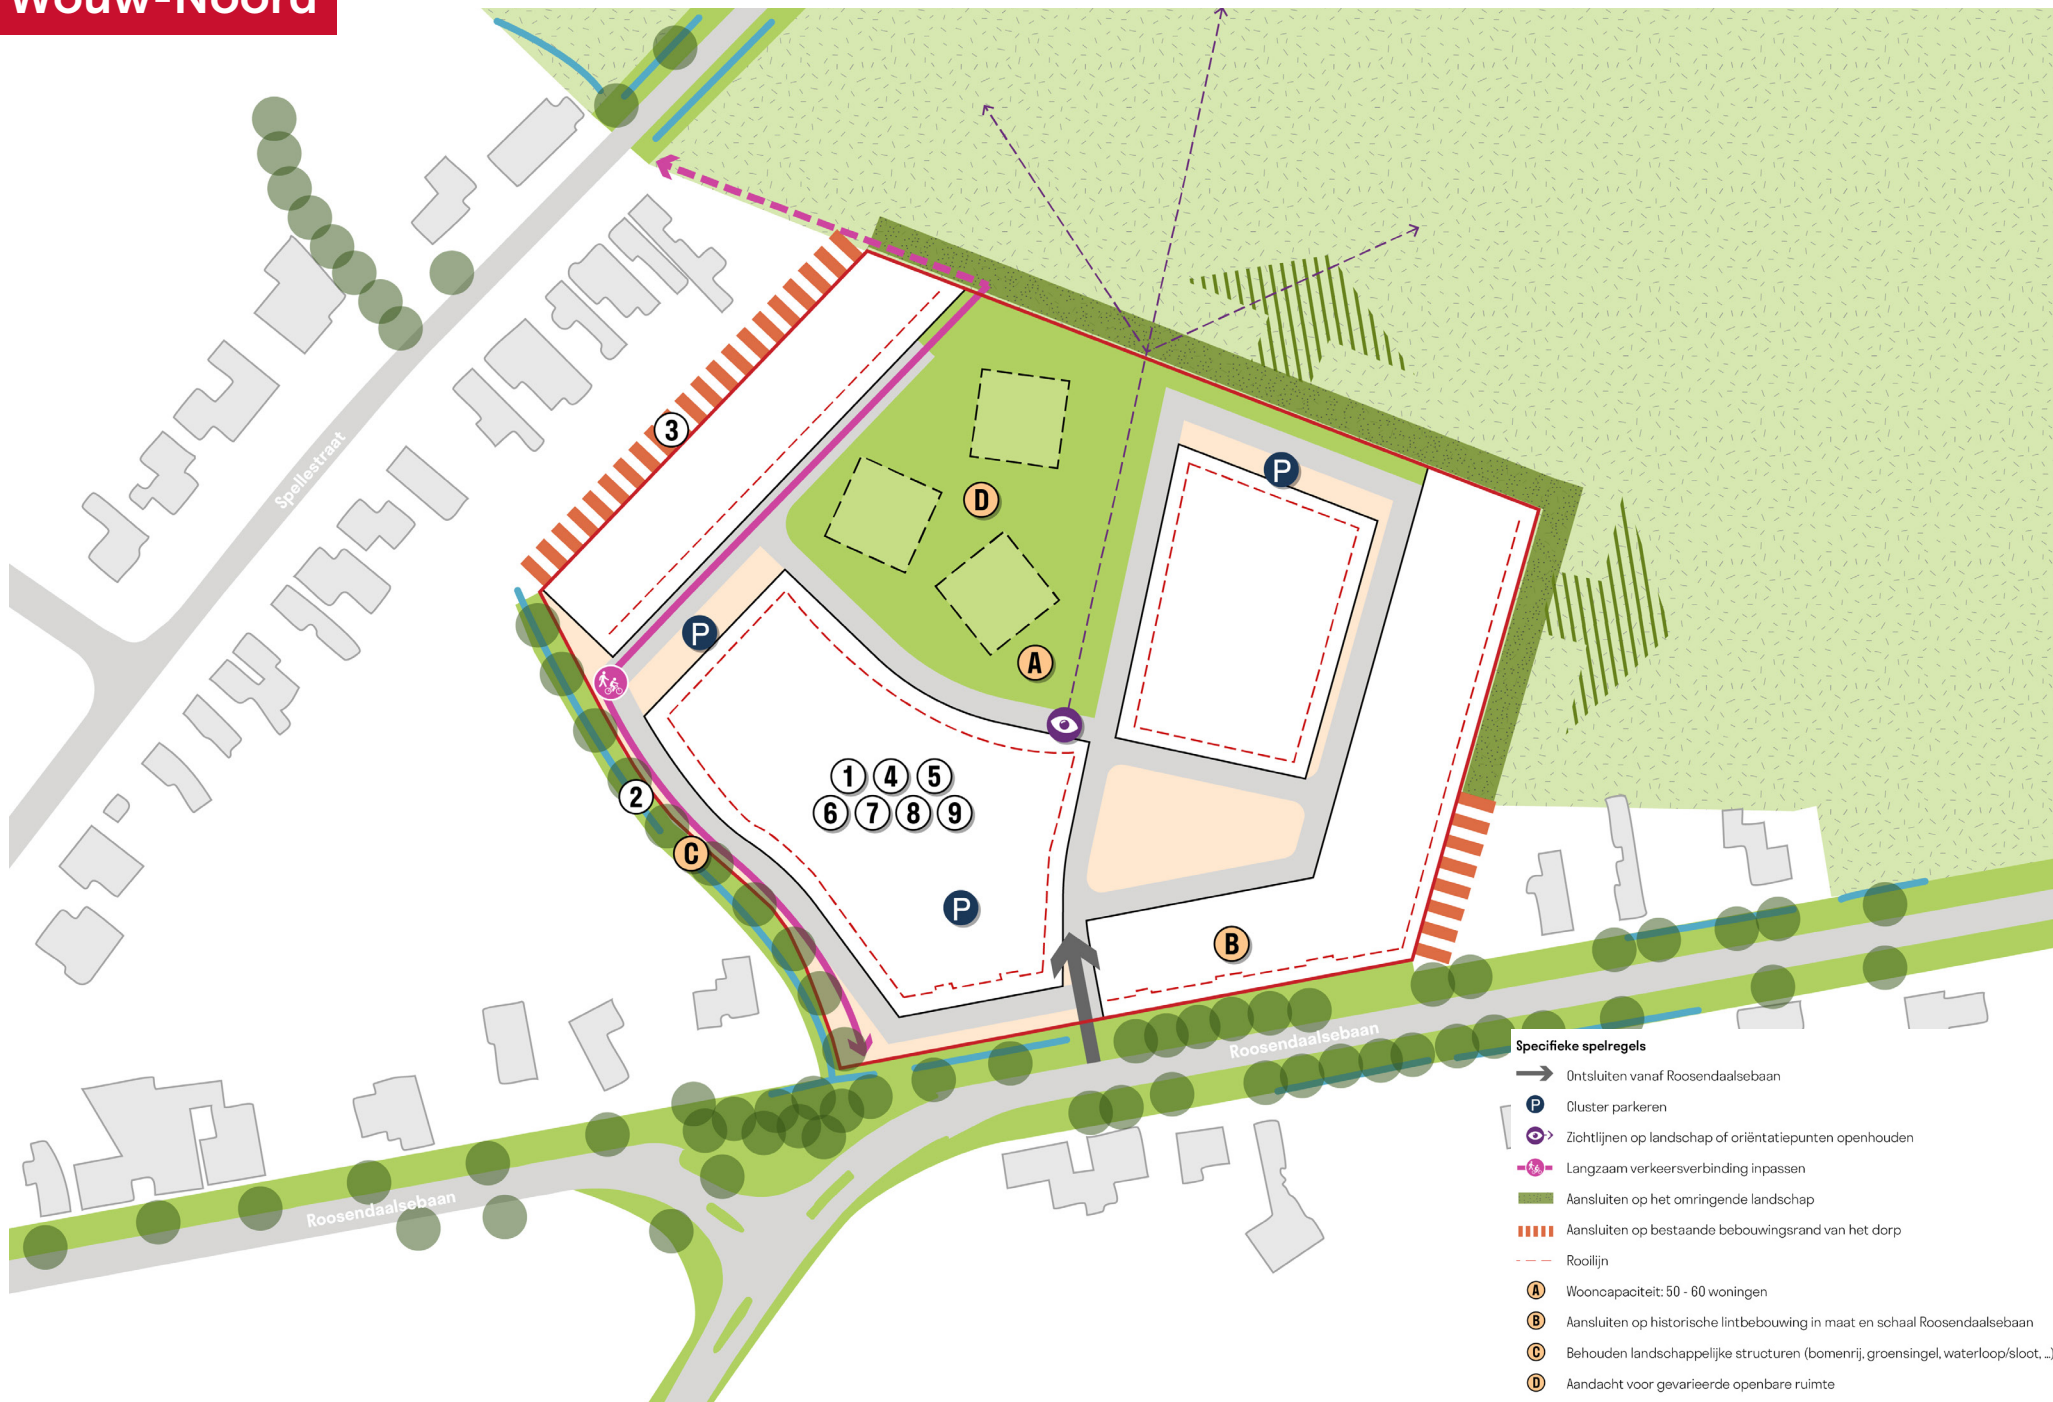 Wouw-Noord
Spellestraat
3
P
D
P
A
1 4 5
6 7 8 9
2
C
P
B
Roosendaalsebaan
Roosendaalsebaan
Specifieke spelregels
Ontsluiten vanaf Roosendaalsebaan
P Cluster parkeren
Zichtlijnen op landschap of oriëntatiepunten openhouden
Langzaam verkeersverbinding inpassen
Aansluiten op het omringende landschap
Aansluiten op bestaande bebouwingsrand van het dorp
Rooilijn
A Wooncapaciteit: 50 - 60 woningen
B Aansluiten op historische lintbebouwing in maat en schaal Roosendaalsebaan
C Behouden landschappelijke structuren (bomenrij, groensingel, waterloop/sloot, ...)
D Aandacht voor gevarieerde openbare ruimte